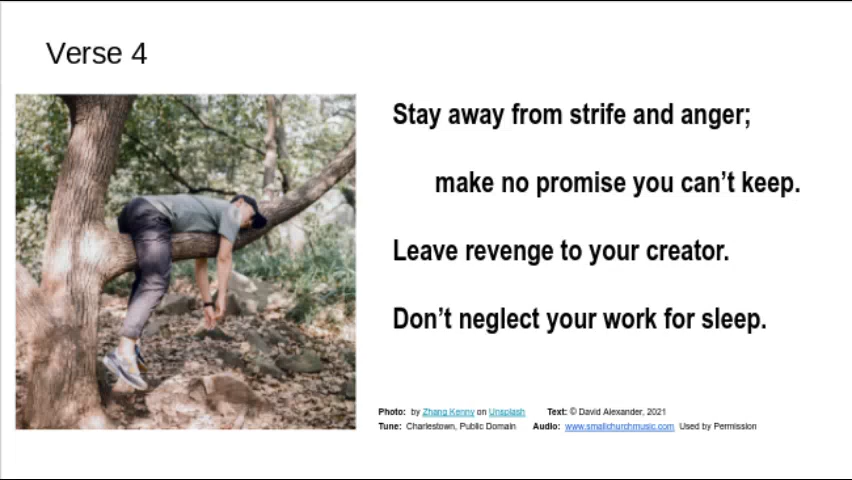 Verse 4
Stay away from strife and anger;
make no promise you can’t keep.
Leave revenge to your creator.
Don’t neglect your work for sleep.
Photo: by Zhang Kenny on Unsplash Text: © David Alexander, 2021
Tune: Charlestown, Public Domain Audio: www.smallchurchmusic.com Used by Permission